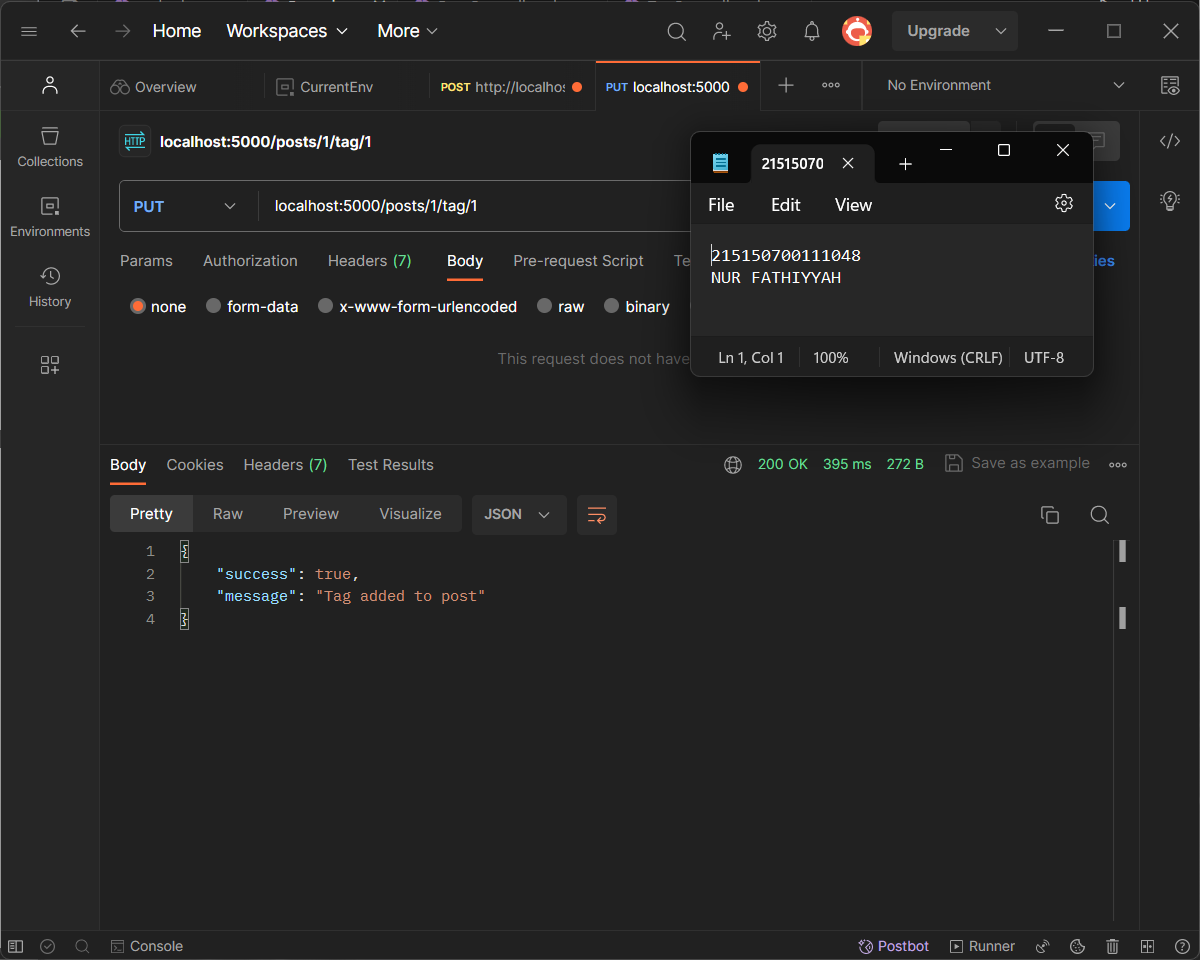 Home Workspaces More Upgrade
Overview CurrentEnv POST http://localhos PUT localhost:5000 No Environment
HTTP localhost:5000/posts/1/tag/1
Collections
PUT localhost:5000/posts/1/tag/1
Environments
Params Authorization Headers (7) Body Pre-request Script Te ies
History
none form-data x-www-form-urlencoded raw binary
This request does not have
21515070
File Edit View
215150700111048
NUR FATHIYYAH
Ln 1, Col 1 100% Windows (CRLF) UTF-8
Body Cookies Headers (7) Test Results 200 OK 395 ms 272 B Save as example
Pretty Raw Preview Visualize JSON
1 {
2 "success": true,
3 "message": "Tag added to post"
4 }
Console Postbot Runner